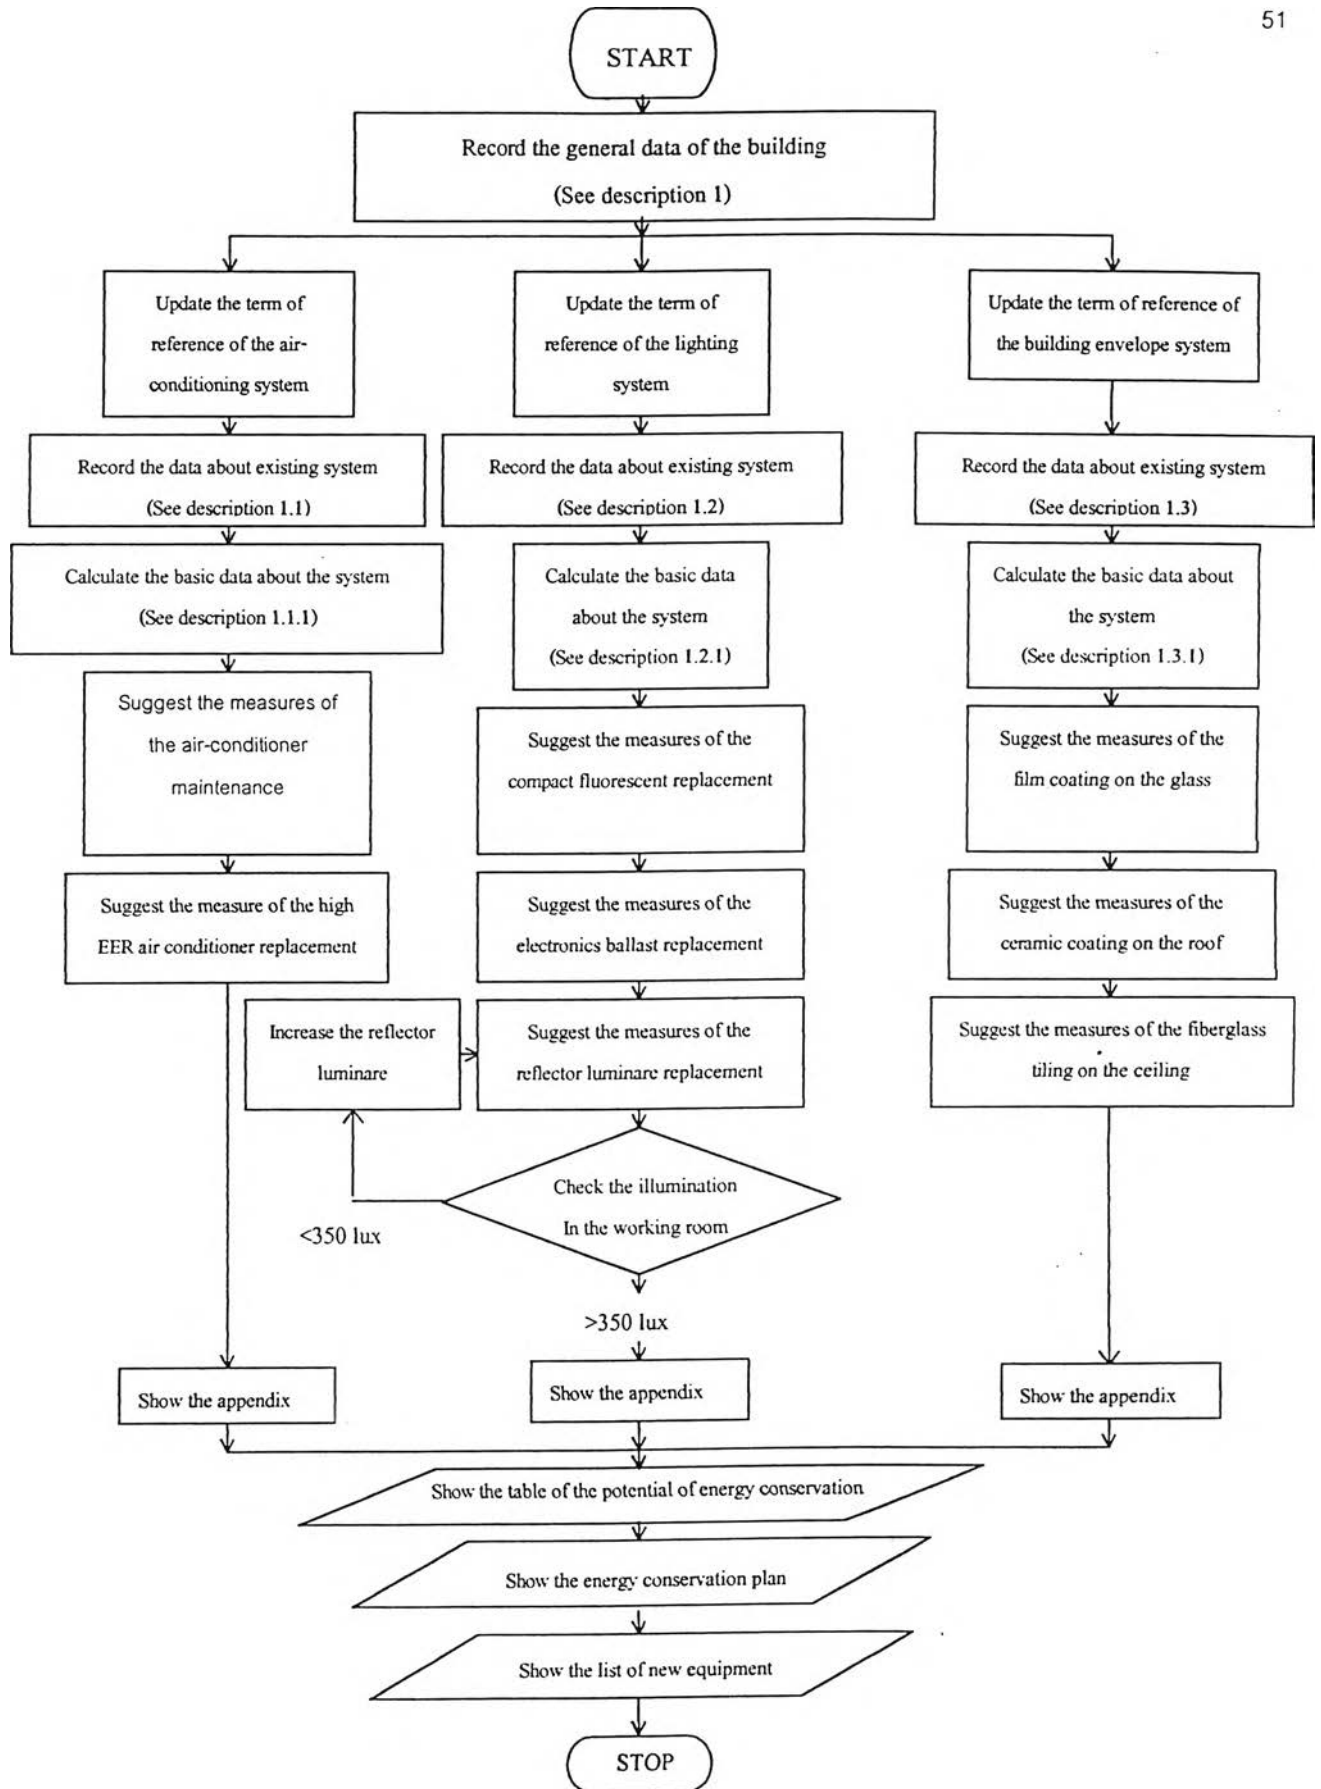 51
START
Record the general data of the building
(See description 1)
Update the term of
reference of the air-
conditioning system
Update the term of
reference of the lighting
system
Update the term of reference of
the building envelope system
Record the data about existing system
(See description 1.1)
Record the data about existing system
(See description 1.2)
Record the data about existing system
(See description 1.3)
Calculate the basic data about the system
(See description 1.1.1)
Calculate the basic data
about the system
(See description 1.2.1)
Calculate the basic data about
the system
(See description 1.3.1)
Suggest the measures of
the air-conditioner
maintenance
Suggest the measures of the
compact fluorescent replacement
Suggest the measures of the
film coating on the glass
Suggest the measure of the high
EER air conditioner replacement
Suggest the measures of the
electronics ballast replacement
Suggest the measures of the
ceramic coating on the roof
Increase the reflector
luminare
Suggest the measures of the
reflector luminare replacement
Suggest the measures of the fiberglass
tiling on the ceiling
Check the illumination
In the working room
<350 lux
>350 lux
Show the appendix
Show the appendix
Show the appendix
Show the table of the potential of energy conservation
Show the energy conservation plan
Show the list of new equipment
STOP